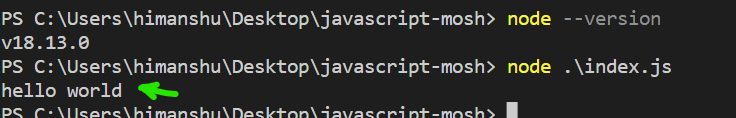 PS C:\Users\himanshu\Desktop\javascript-mosh> node --version
v18.13.0
PS C:\Users\himanshu\Desktop\javascript-mosh> node .\index.js
hello world
PS C:\Users\himanshu\Desktop\javascript-mosh>